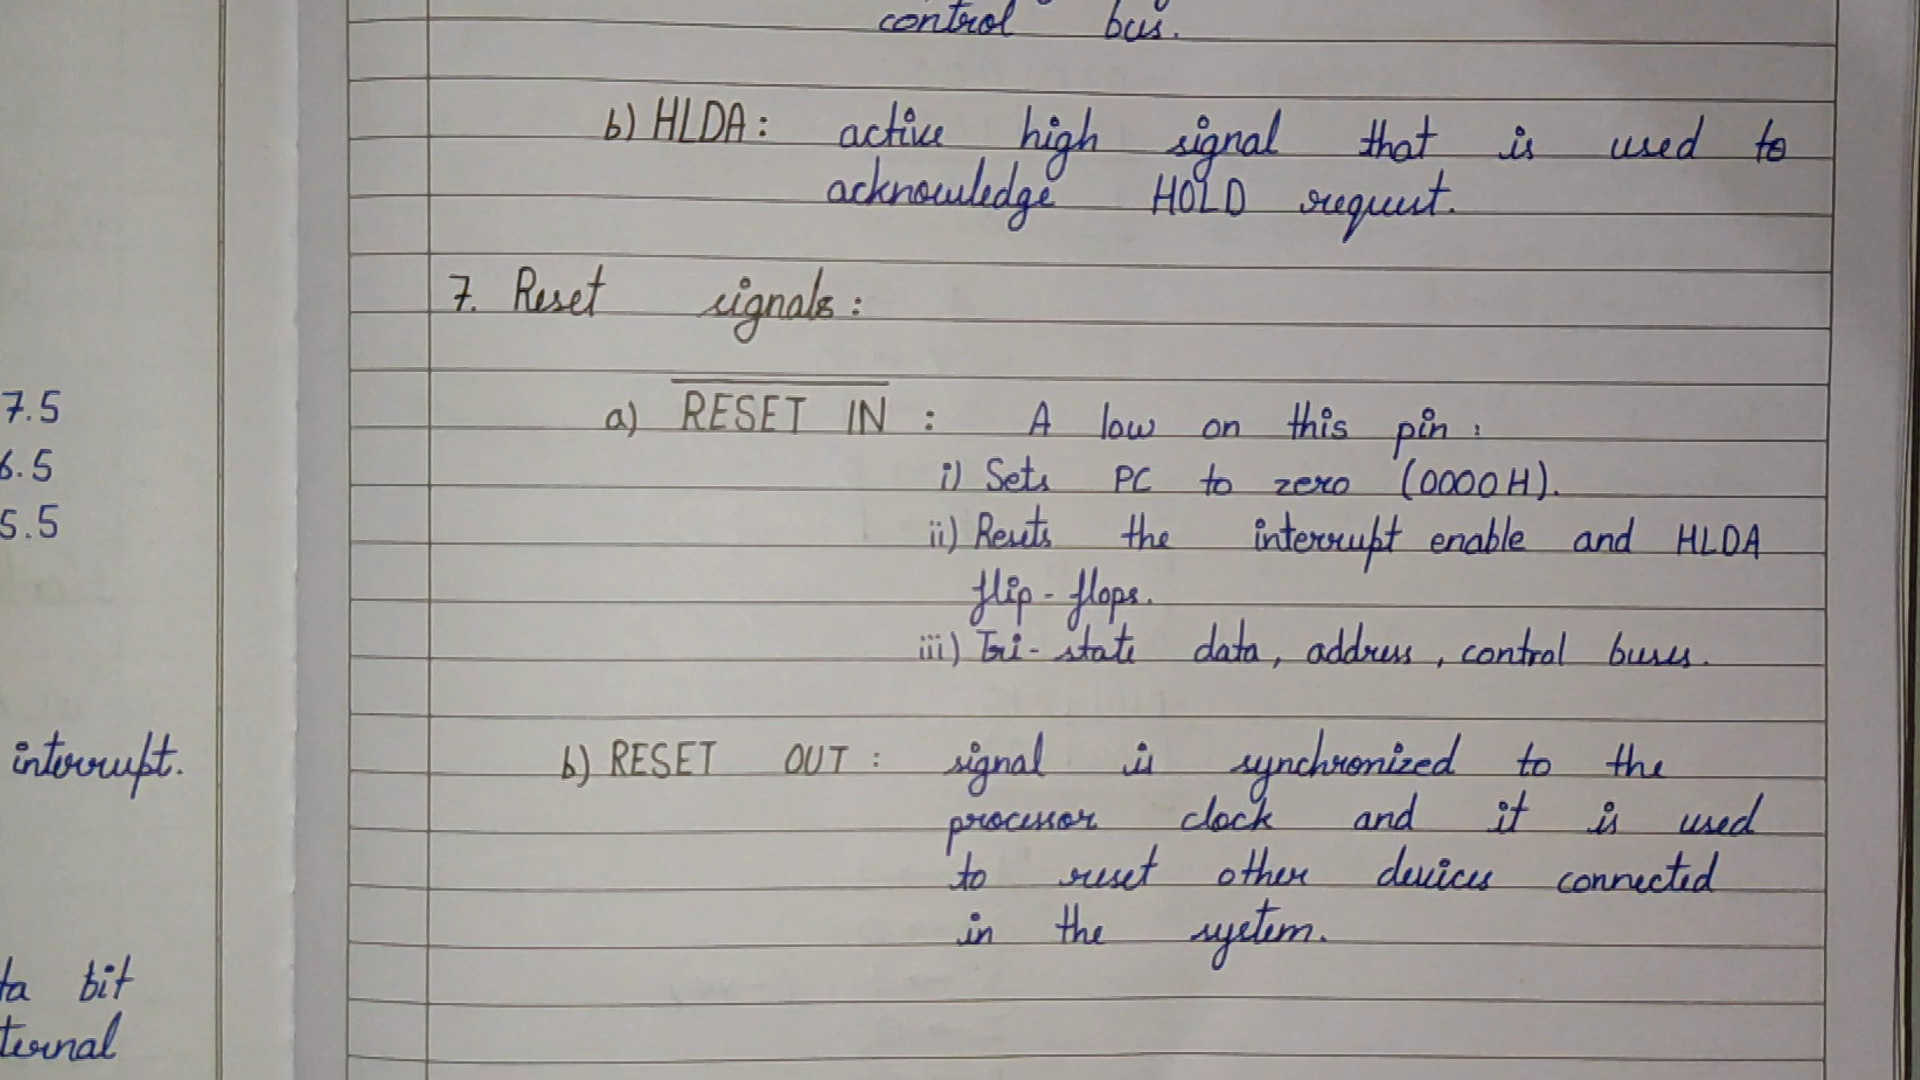 control bus.
b) HLDA: active high signal that is used to
acknowledge HOLD request.
7. Reset signals:
7.5
a) RESET IN : A low on this pin :
6.5
i) Sets PC to zero (0000H).
5.5
ii) Resets the interrupt enable and HLDA
flip-flops.
iii) Tri-state data, address, control buses.
interrupt.
b) RESET OUT : signal is synchronized to the
processor clock and it is used
to reset other devices connected
in the system.
ta bit
ternal